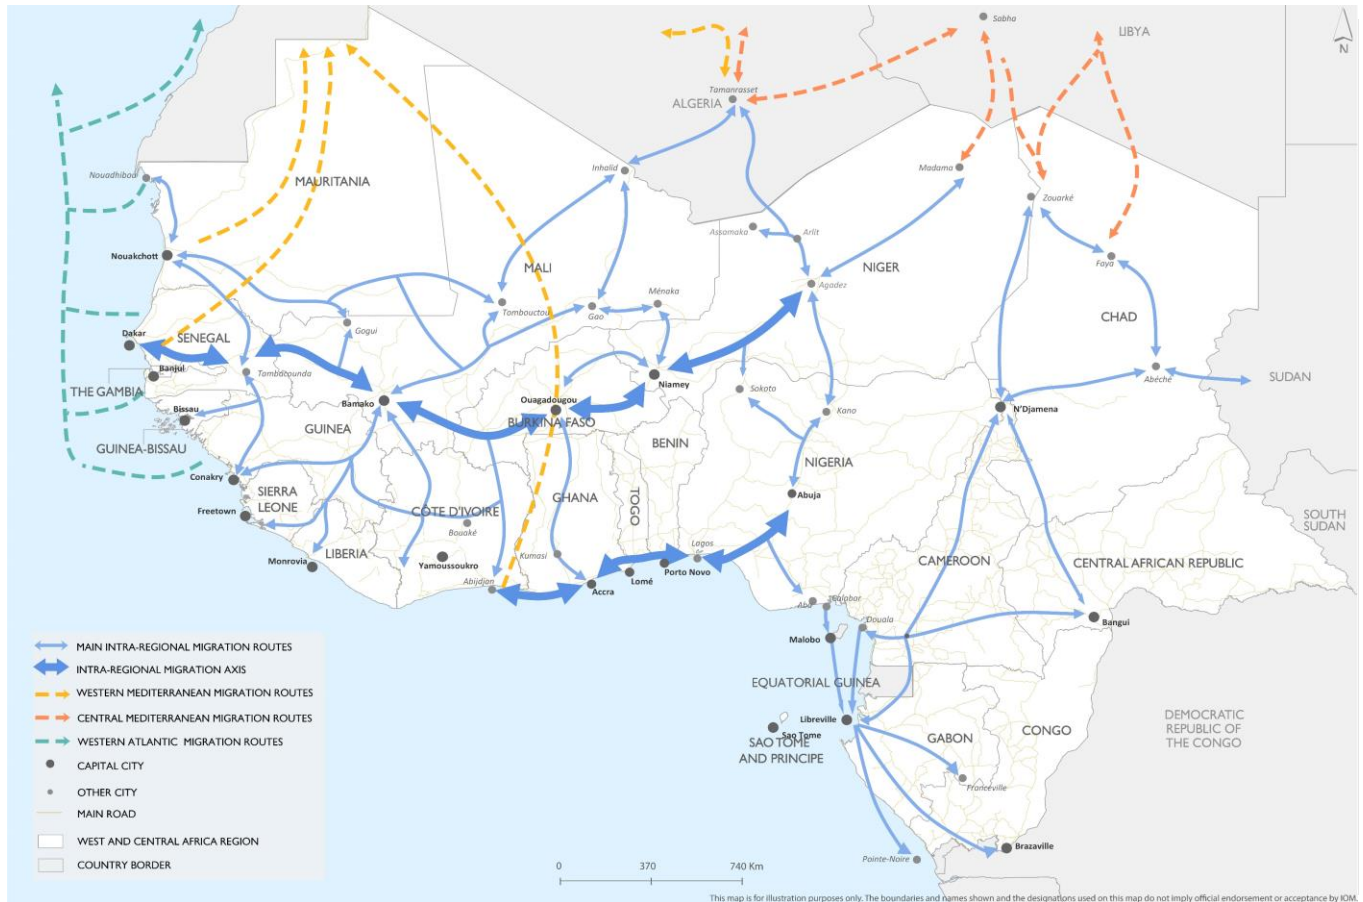 Sabha
LIBYA
N
Tamanrasset
ALGERIA
Nouadhibou
MAURITANIA
Inhalid
Madama
Zouarké
Assamaka
Arlit
Nouakchott
MALI
NIGER
Faya
Agadez
Ménaka
Tombouctou
Gao
CHAD
Gogui
Dakar
SENEGAL
Banjul
Tambacounda
Niamey
Abéché
SUDAN
THE GAMBIA
Sokoto
Bamako
Ouagadougou
Kano
N'Djamena
Bissau
BURKINA FASO
GUINEA
BENIN
GUINEA-BISSAU
NIGERIA
Conakry
Abuja
SIERRA
LEONE
GHANA
TOGO
Freetown
CÔTE D'IVOIRE
SOUTH
SUDAN
Bouaké
Lagos
Kumasi
LIBERIA
Yamoussoukro
Porto Novo
CAMEROON
CENTRAL AFRICAN REPUBLIC
Monrovia
Lomé
Abijdjan
Accra
Aba
Calabar
Douala
Bangui
Malobo
EQUATORIAL GUINEA
Libreville
Sao Tome
SAO TOME
AND PRINCIPE
GABON
CONGO
DEMOCRATIC
REPUBLIC OF
THE CONGO
Franceville
Brazaville
Pointe-Noire
MAIN INTRA-REGIONAL MIGRATION ROUTES
INTRA-REGIONAL MIGRATION AXIS
WESTERN MEDITERRANEAN MIGRATION ROUTES
CENTRAL MEDITERRANEAN MIGRATION ROUTES
WESTERN ATLANTIC MIGRATION ROUTES
CAPITAL CITY
OTHER CITY
MAIN ROAD
WEST AND CENTRAL AFRICA REGION
COUNTRY BORDER
0 370 740 Km
This map is for illustration purposes only. The boundaries and names shown and the designations used on this map do not imply official endorsement or acceptance by IOM.